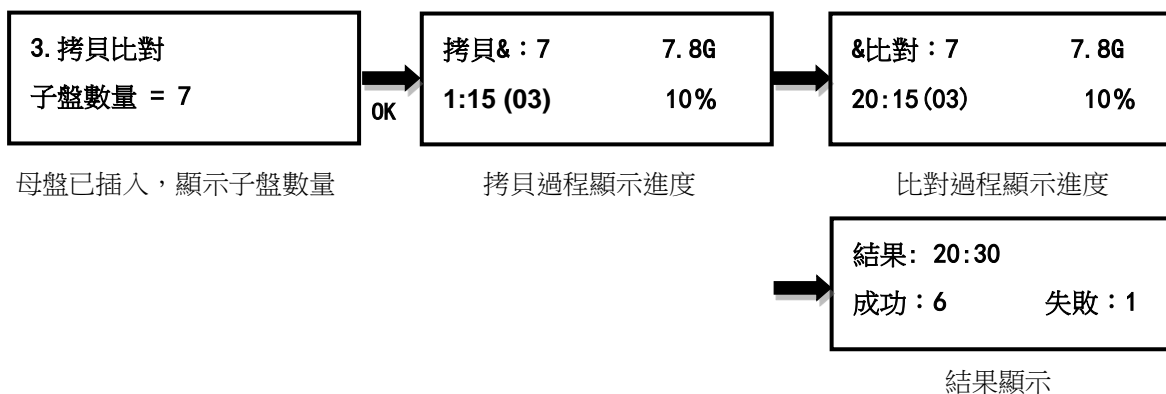 3.拷貝比對
子盤數量 = 7
OK
拷貝&：7 7.8G
1:15 (03) 10%
&比對：7 7.8G
20:15(03) 10%
母盤已插入，顯示子盤數量
拷貝過程顯示進度
比對過程顯示進度
結果: 20:30
成功：6 失敗：1
結果顯示